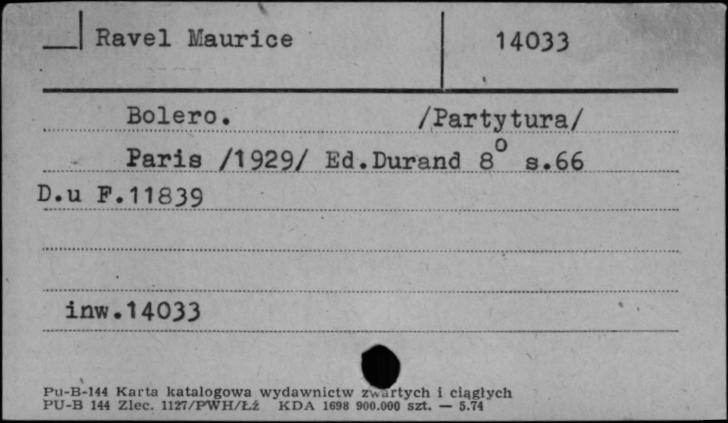 Ravel Maurice 14033
Bolero. /Partytura/
Paris /1929/ Ed.Durand 8° s.66
D.u F.11839
inw.14033
Pu-B-144 Karta katalogowa wydawnictw zwartych i ciągłych
PU-B 144 Zlec. 1127/PWH/Łż KDA 1698 900.000 szt. — 5.74